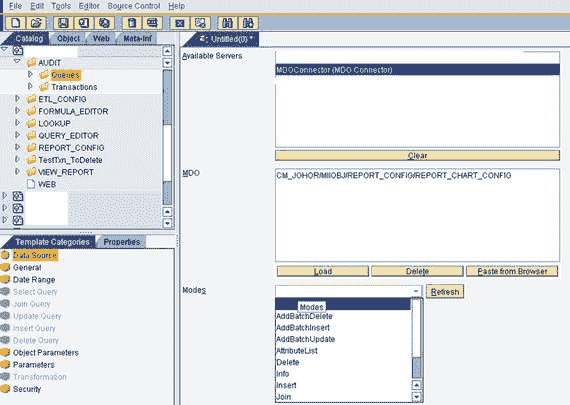 File Edit Tools Editor Source Control Help
Catalog Object Web Meta-Inf
AUDIT
Queries
Transactions
ETL_CONFIG
FORMULA_EDITOR
LOOKUP
QUERY_EDITOR
REPORT_CONFIG
TestTxn_ToDelete
VIEW_REPORT
WEB
Template Categories Properties
Data Source
General
Date Range
Select Query
Join Query
Update Query
Insert Query
Delete Query
Object Parameters
Parameters
Transformation
Security
Untitled(0) *
Available Servers
MDOConnector (MDO Connector)
Clear
MDO
CM_JOHOR/MIIOBJ/REPORT_CONFIG/REPORT_CHART_CONFIG
Load Delete Paste from Browser
Modes Refresh
Modes
AddBatchDelete
AddBatchInsert
AddBatchUpdate
AttributeList
Delete
Info
Insert
Join